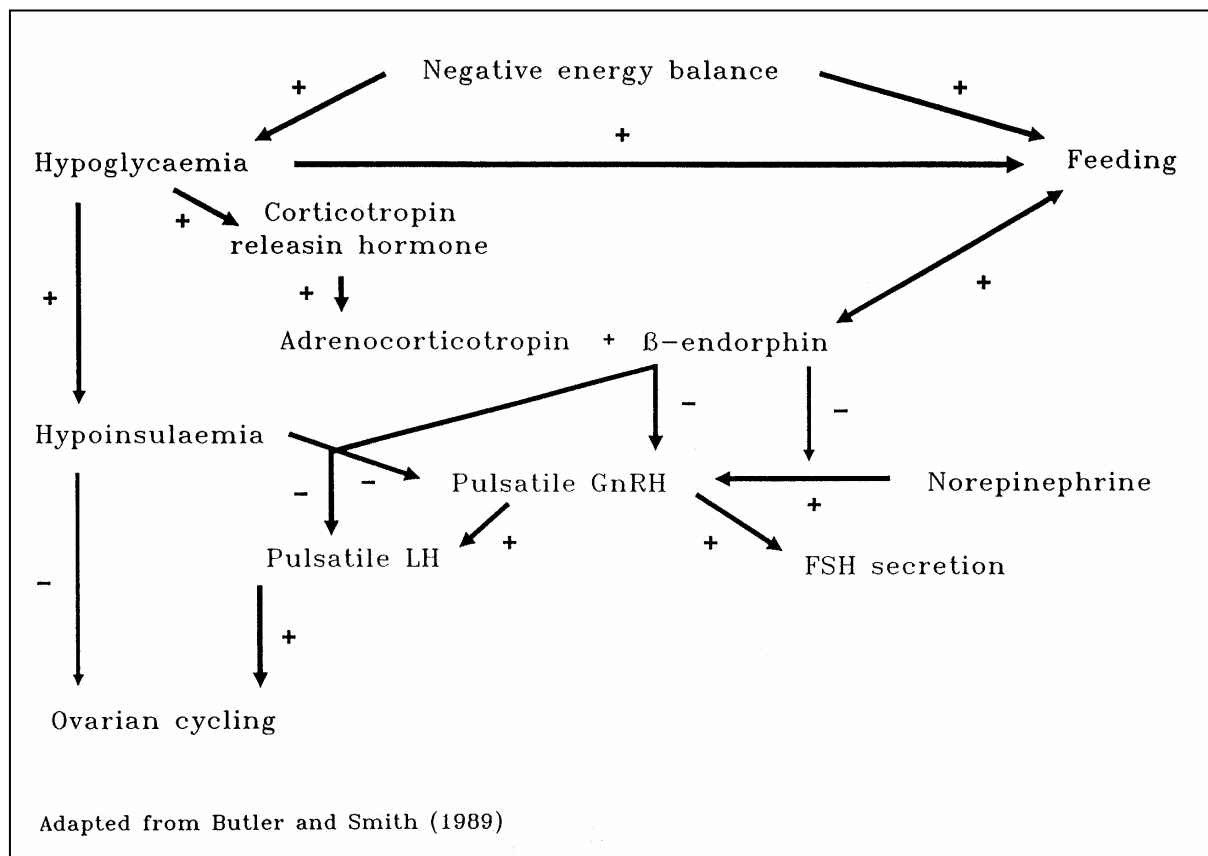 Negative energy balance
+
+
+
Hypoglycaemia
Feeding
+
Corticotropin
releasin hormone
+
+
+
Adrenocorticotropin + ß-endorphin
−
−
Hypoinsulaemia
Pulsatile GnRH
Norepinephrine
−
−
+
+
+
Pulsatile LH
FSH secretion
−
+
Ovarian cycling
Adapted from Butler and Smith (1989)